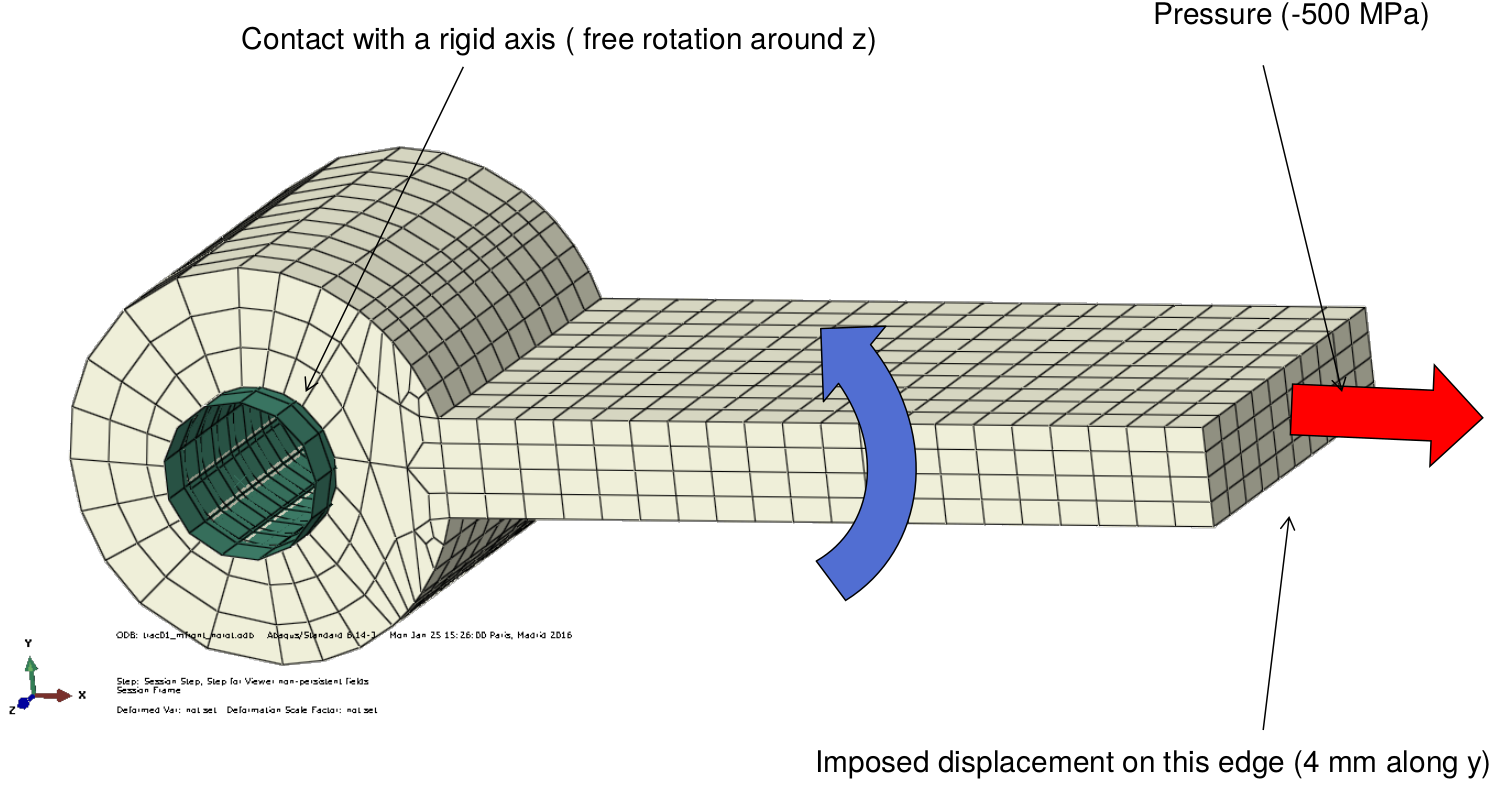 Pressure (-500 MPa)
Contact with a rigid axis ( free rotation around z)
ODB: trac01_mfront_norot.odb Abaqus/Standard 6.14-1 Mon Jan 25 15:26:00 Paris, Madrid 2016
Y
X
Z
Step: Session Step, Step for Viewer non-persistent fields
Session Frame
Deformed Var: not set Deformation Scale Factor: not set
Imposed displacement on this edge (4 mm along y)